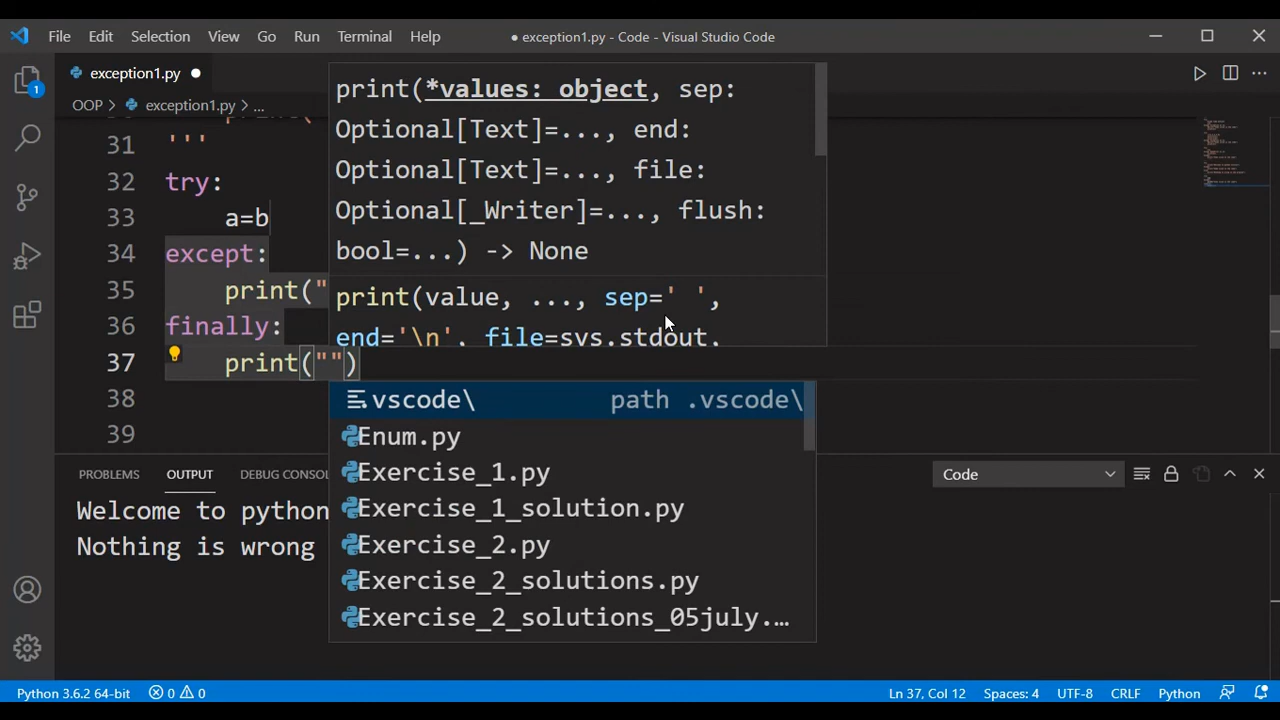 File Edit Selection View Go Run Terminal Help ● exception1.py - Code - Visual Studio Code
exception1.py
OOP > exception1.py > ...
print(*values: object, sep:
Optional[Text]=..., end:
Optional[Text]=..., file:
Optional[_Writer]=..., flush:
bool=...) -> None
print(value, ..., sep=' ',
end='\n', file=sys.stdout,
31 '''
32 try:
33 a=b
34 except:
35 print("
36 finally:
37 print("")
38
39
vscode\ path .vscode\
Enum.py
Exercise_1.py
Exercise_1_solution.py
Exercise_2.py
Exercise_2_solutions.py
Exercise_2_solutions_05july....
PROBLEMS OUTPUT DEBUG CONSOL Code
Welcome to python
Nothing is wrong
1
Python 3.6.2 64-bit 0 0 Ln 37, Col 12 Spaces: 4 UTF-8 CRLF Python